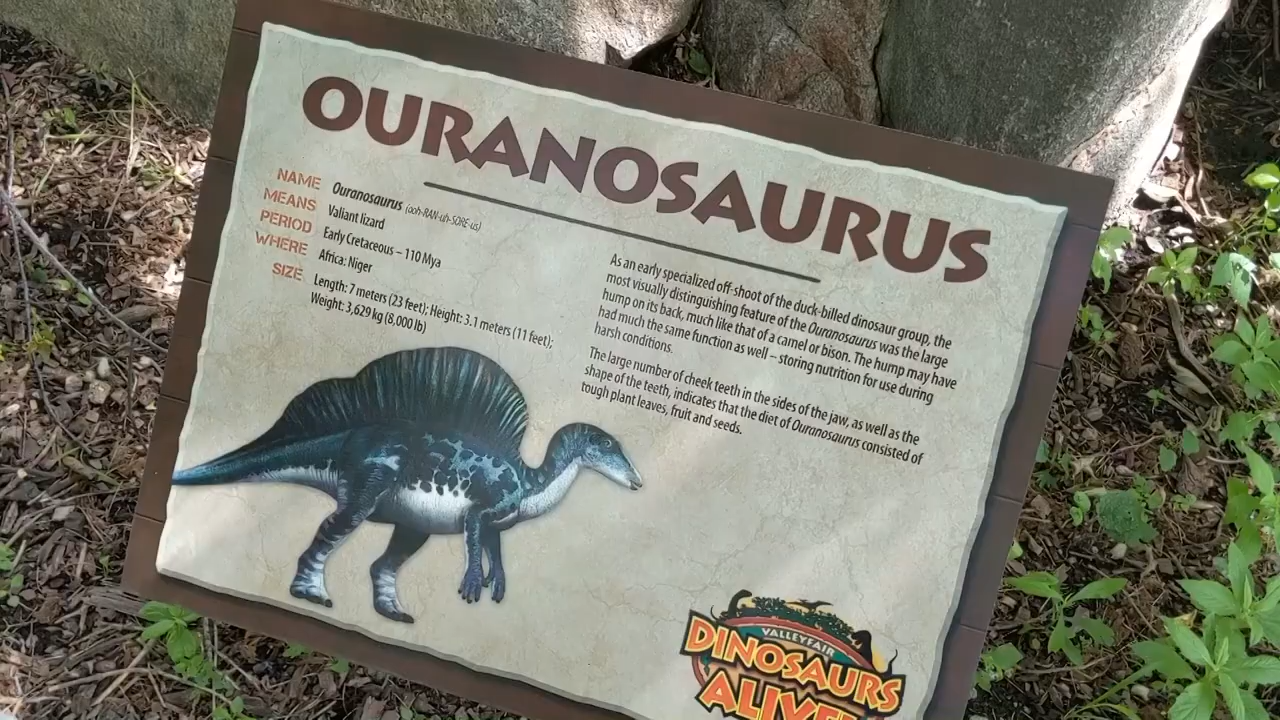 OURANOSAURUS
NAME Ouranosaurus (ooh-RAN-uh-SORE-us)
MEANS Valiant lizard
PERIOD Early Cretaceous – 110 Mya
WHERE Africa: Niger
SIZE Length: 7 meters (23 feet); Height: 3.1 meters (11 feet);
Weight: 3,629 kg (8,000 lb)
As an early specialized off-shoot of the duck-billed dinosaur group, the
most visually distinguishing feature of the Ouranosaurus was the large
hump on its back, much like that of a camel or bison. The hump may have
had much the same function as well – storing nutrition for use during
harsh conditions.
The large number of cheek teeth in the sides of the jaw, as well as the
shape of the teeth, indicates that the diet of Ouranosaurus consisted of
tough plant leaves, fruit and seeds.
VALLEYFAIR
DINOSAURS
ALIVE!